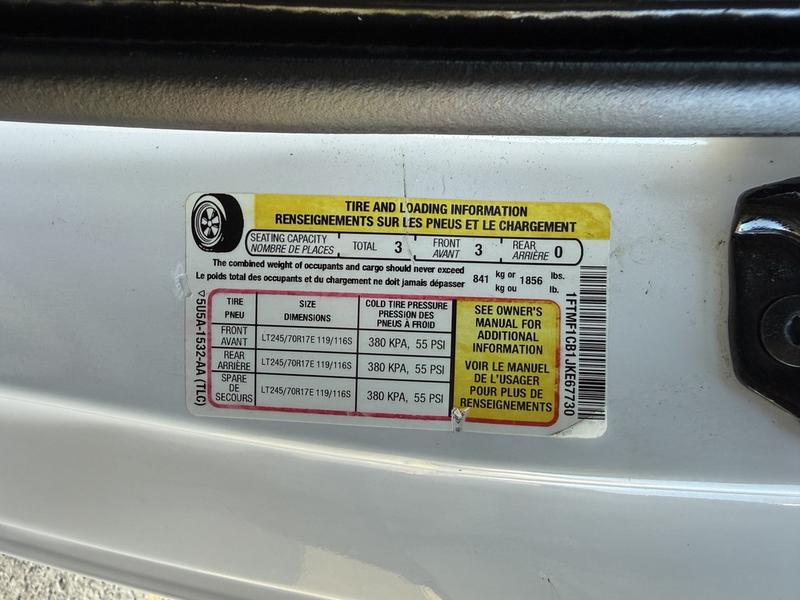 TIRE AND LOADING INFORMATION
RENSEIGNEMENTS SUR LES PNEUS ET LE CHARGEMENT
SEATING CAPACITY TOTAL 3 FRONT 3 REAR 0
NOMBRE DE PLACES AVANT ARRIÈRE
The combined weight of occupants and cargo should never exceed 841 kg or 1856 lbs.
Le poids total des occupants et du chargement ne doit jamais dépasser kg ou lb.
TIRE SIZE COLD TIRE PRESSURE
PNEU DIMENSIONS PRESSION DES
PNEUS À FROID
FRONT
AVANT LT245/70R17E 119/116S 380 KPA, 55 PSI
REAR
ARRIÈRE LT245/70R17E 119/116S 380 KPA, 55 PSI
SPARE
DE
SECOURS LT245/70R17E 119/116S 380 KPA, 55 PSI
SEE OWNER'S
MANUAL FOR
ADDITIONAL
INFORMATION
VOIR LE MANUEL
DE L'USAGER
POUR PLUS DE
RENSEIGNEMENTS
5U5A-1532-AA (TLC)
1FTMF1CB1JKE67730